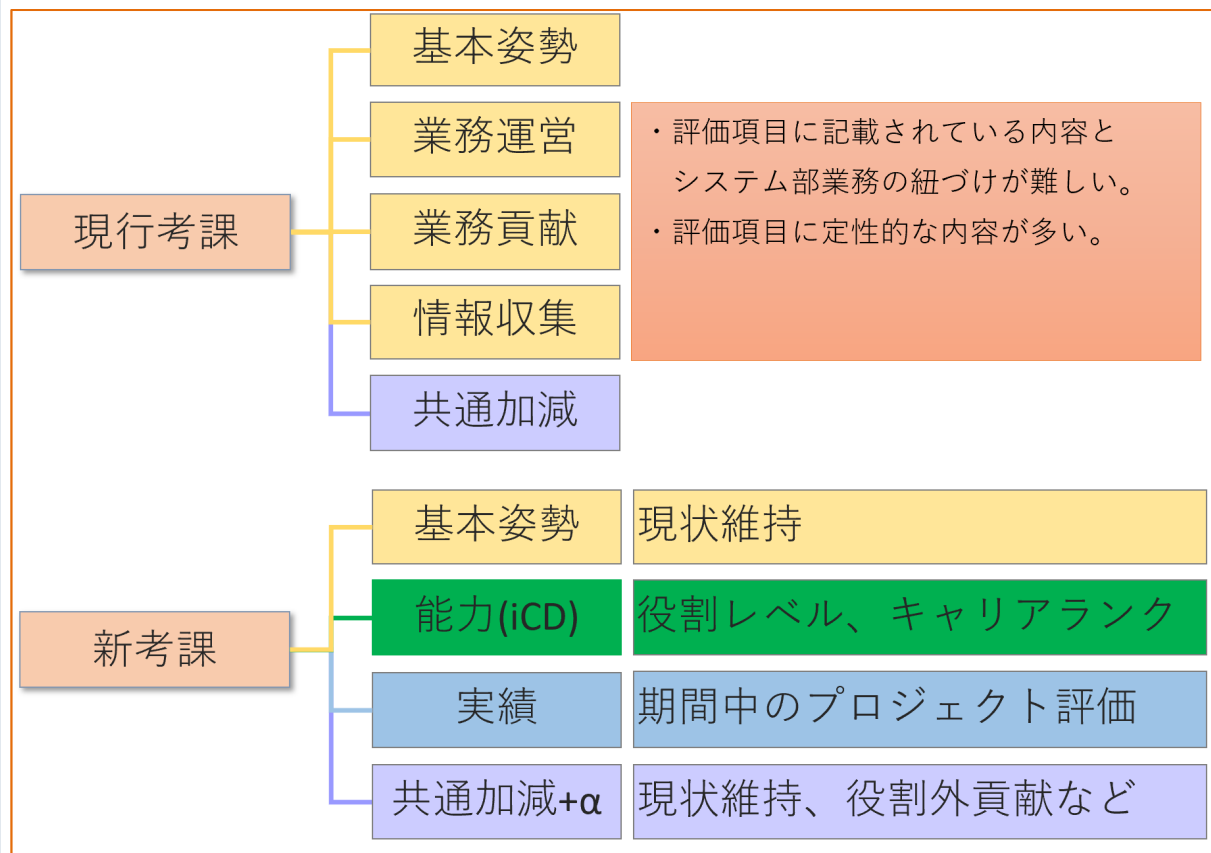 基本姿勢
業務運営
・評価項目に記載されている内容と
システム部業務の紐づけが難しい。
・評価項目に定性的な内容が多い。
現行考課
業務貢献
情報収集
共通加減
基本姿勢
現状維持
能力(iCD)
役割レベル、キャリアランク
新考課
実績
期間中のプロジェクト評価
共通加減+α
現状維持、役割外貢献など